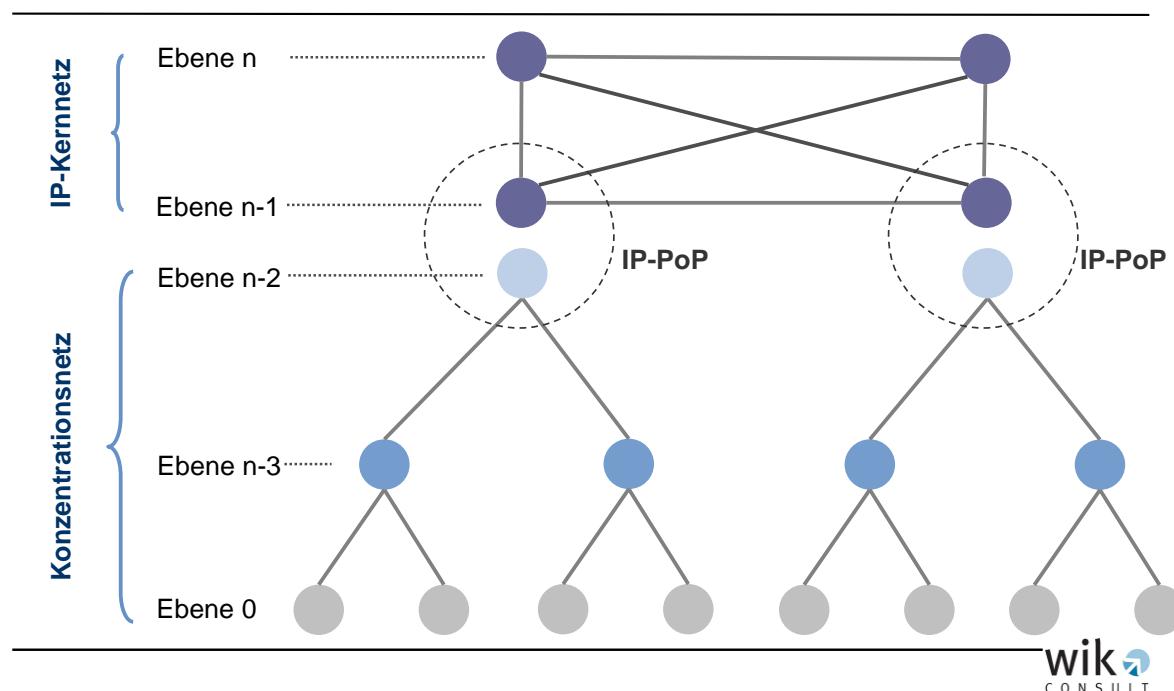 IP-Kernnetz
Ebene n
Ebene n-1
IP-PoP
IP-PoP
Konzentrationsnetz
Ebene n-2
Ebene n-3
Ebene 0
wik
CONSULT